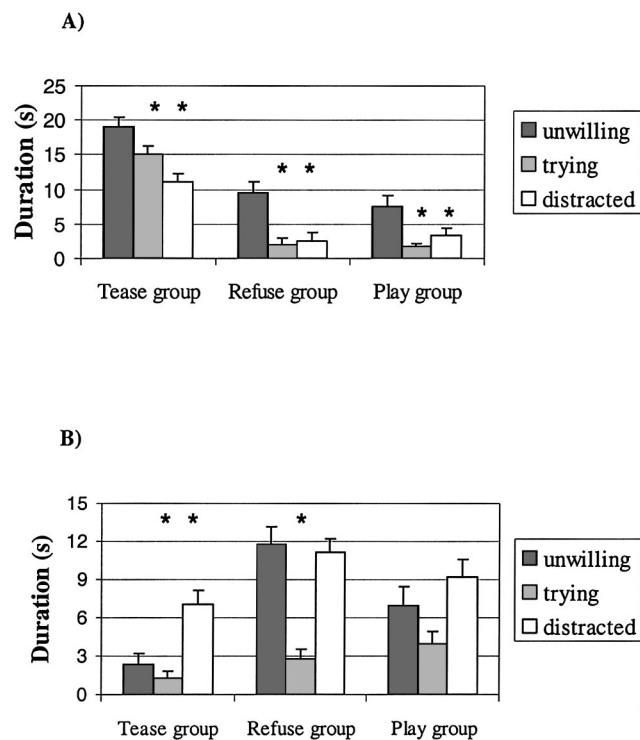 A)
Duration (s)
25
20
15
10
5
0
* *
* *
* *
Tease group Refuse group Play group
unwilling
trying
distracted
B)
Duration (s)
15
12
9
6
3
0
* *
*
Tease group Refuse group Play group
unwilling
trying
distracted